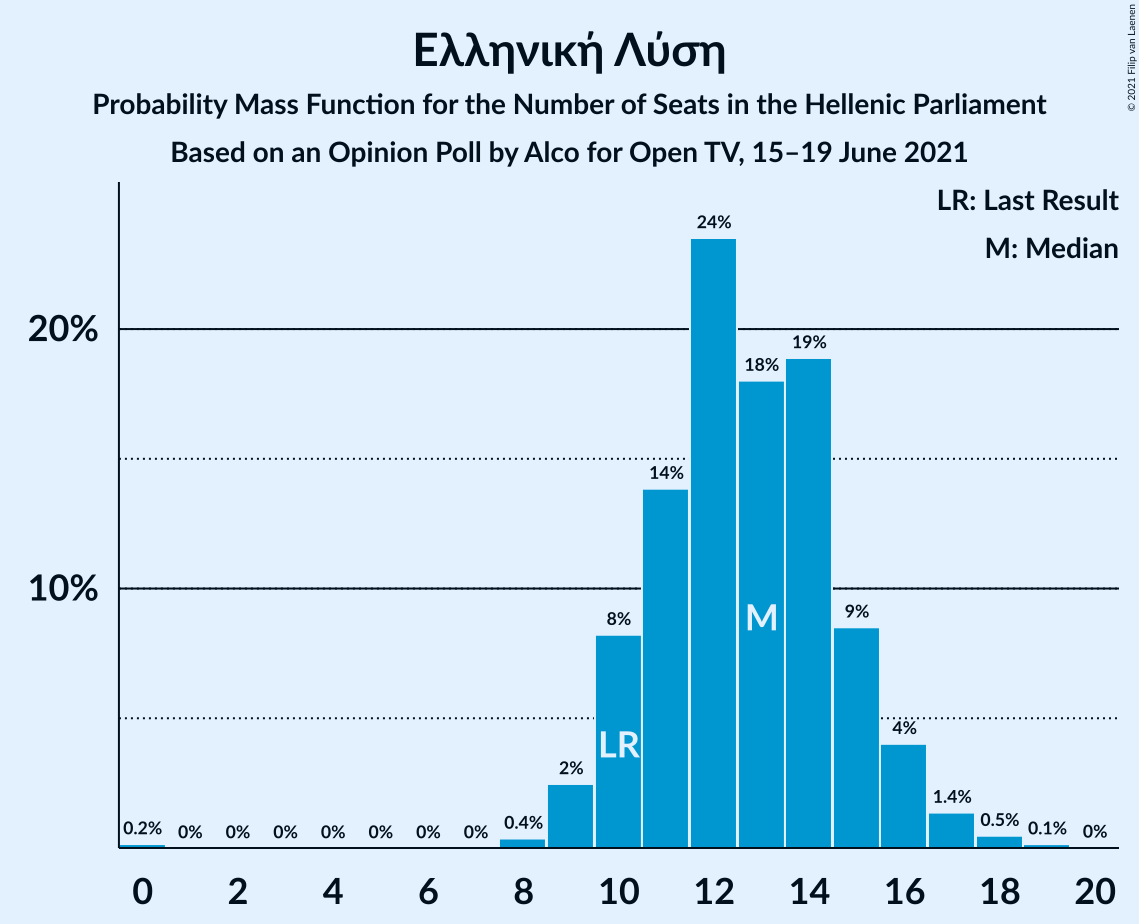 Ελληνική Λύση
Probability Mass Function for the Number of Seats in the Hellenic Parliament
Based on an Opinion Poll by Alco for Open TV, 15–19 June 2021
© 2021 Filip van Laenen
LR: Last Result
M: Median
20%
10%
0.2% 0% 0% 0% 0% 0% 0% 0% 0.4% 2% 8% 14% 24% 18% 19% 9% 4% 1.4% 0.5% 0.1% 0%
LR
M
0 2 4 6 8 10 12 14 16 18 20